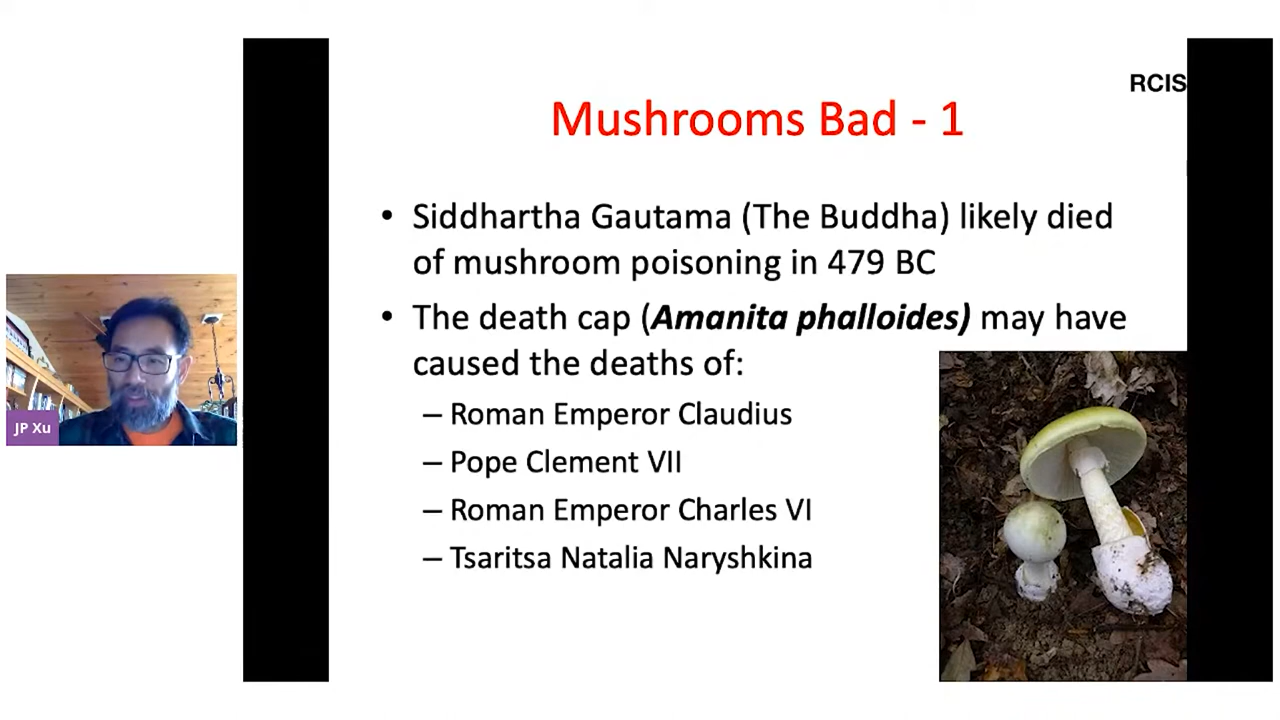 RCIS
Mushrooms Bad - 1
• Siddhartha Gautama (The Buddha) likely died
of mushroom poisoning in 479 BC
• The death cap (Amanita phalloides) may have
caused the deaths of:
– Roman Emperor Claudius
– Pope Clement VII
– Roman Emperor Charles VI
– Tsaritsa Natalia Naryshkina
JP Xu